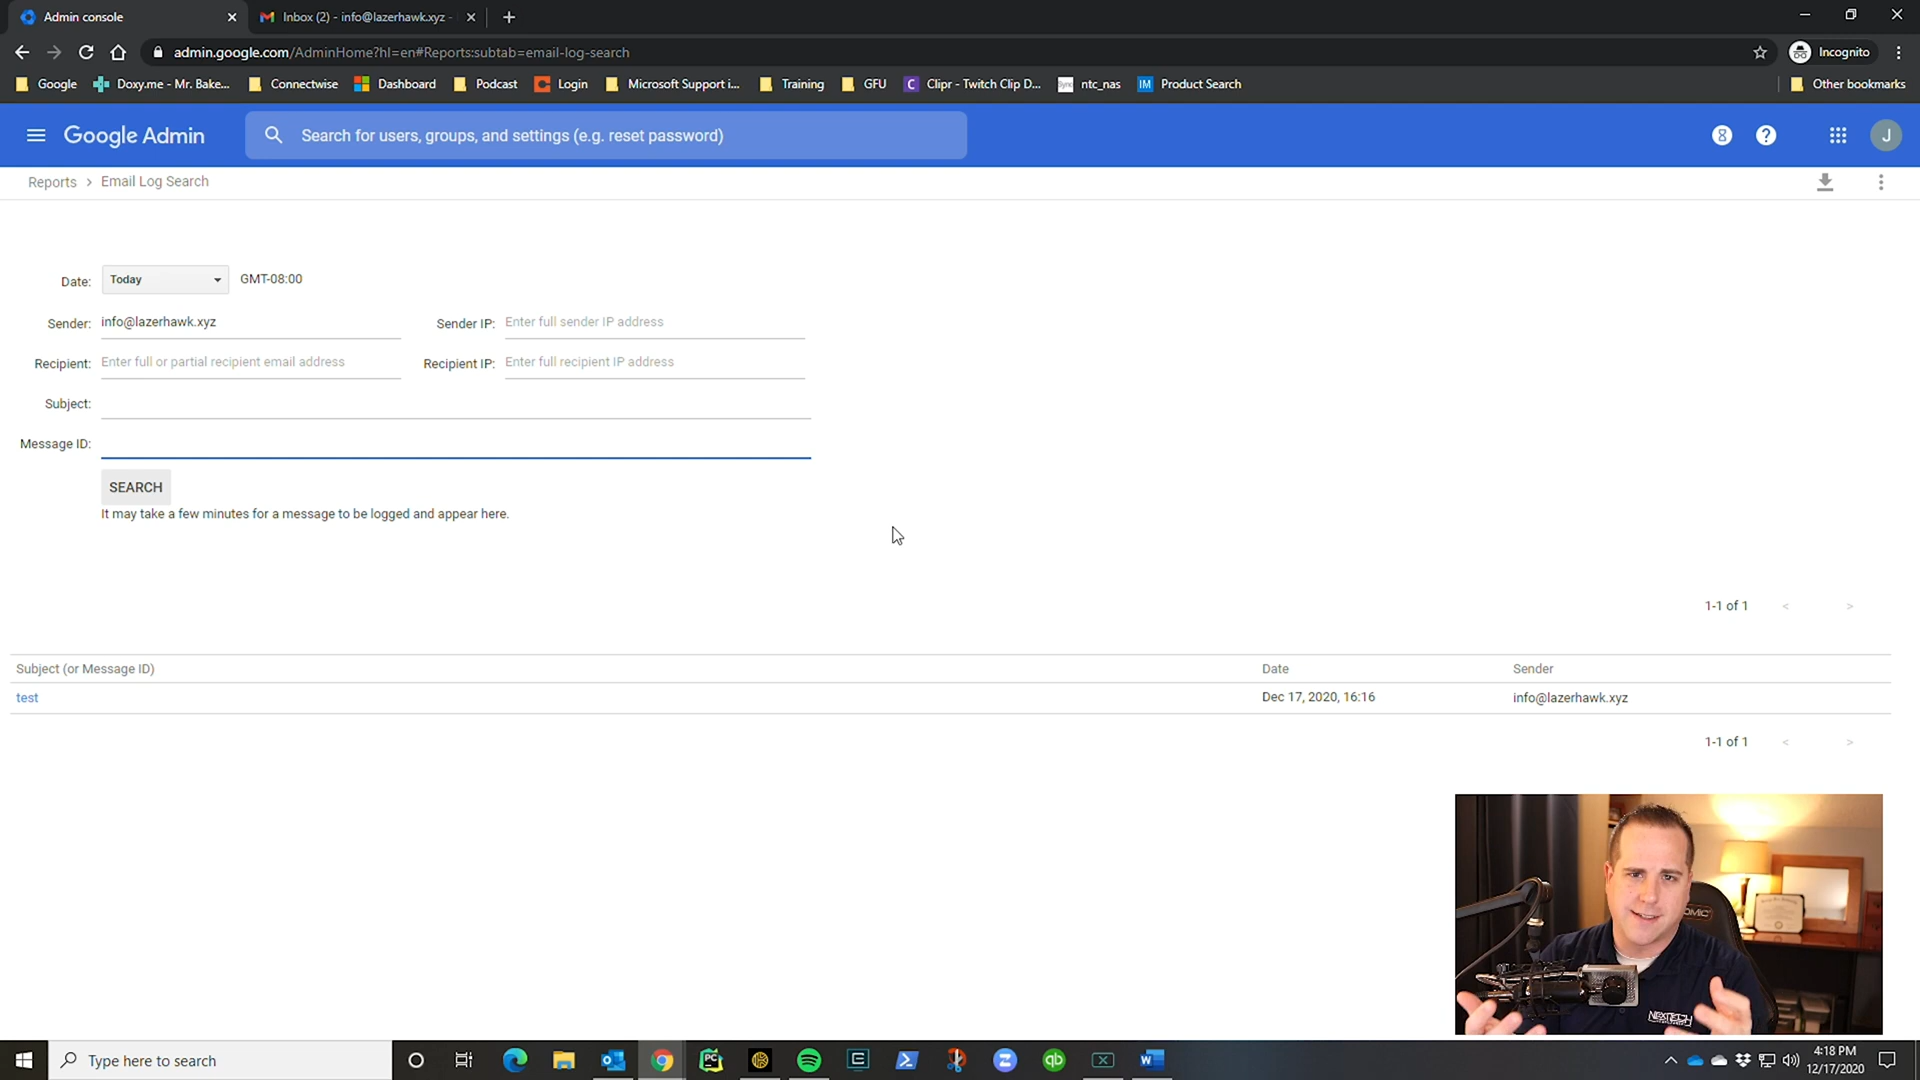 Admin console
Inbox (2) - info@lazerhawk.xyz -
admin.google.com/AdminHome?hl=en#Reports:subtab=email-log-search
Incognito
Google
Doxy.me - Mr. Bake...
Connectwise
Dashboard
Podcast
Login
Microsoft Support i...
Training
GFU
C
Clipr - Twitch Clip D...
ntc_nas
IM
Product Search
Other bookmarks
Google Admin
Search for users, groups, and settings (e.g. reset password)
8
?
J
Reports > Email Log Search
Date: Today GMT-08:00
Sender: info@lazerhawk.xyz
Sender IP: Enter full sender IP address
Recipient: Enter full or partial recipient email address
Recipient IP: Enter full recipient IP address
Subject:
Message ID:
SEARCH
It may take a few minutes for a message to be logged and appear here.
1-1 of 1 < >
Subject (or Message ID) Date Sender
test Dec 17, 2020, 16:16 info@lazerhawk.xyz
1-1 of 1 < >
NEXTECH
Type here to search
PC
qb
W
4:18 PM
12/17/2020